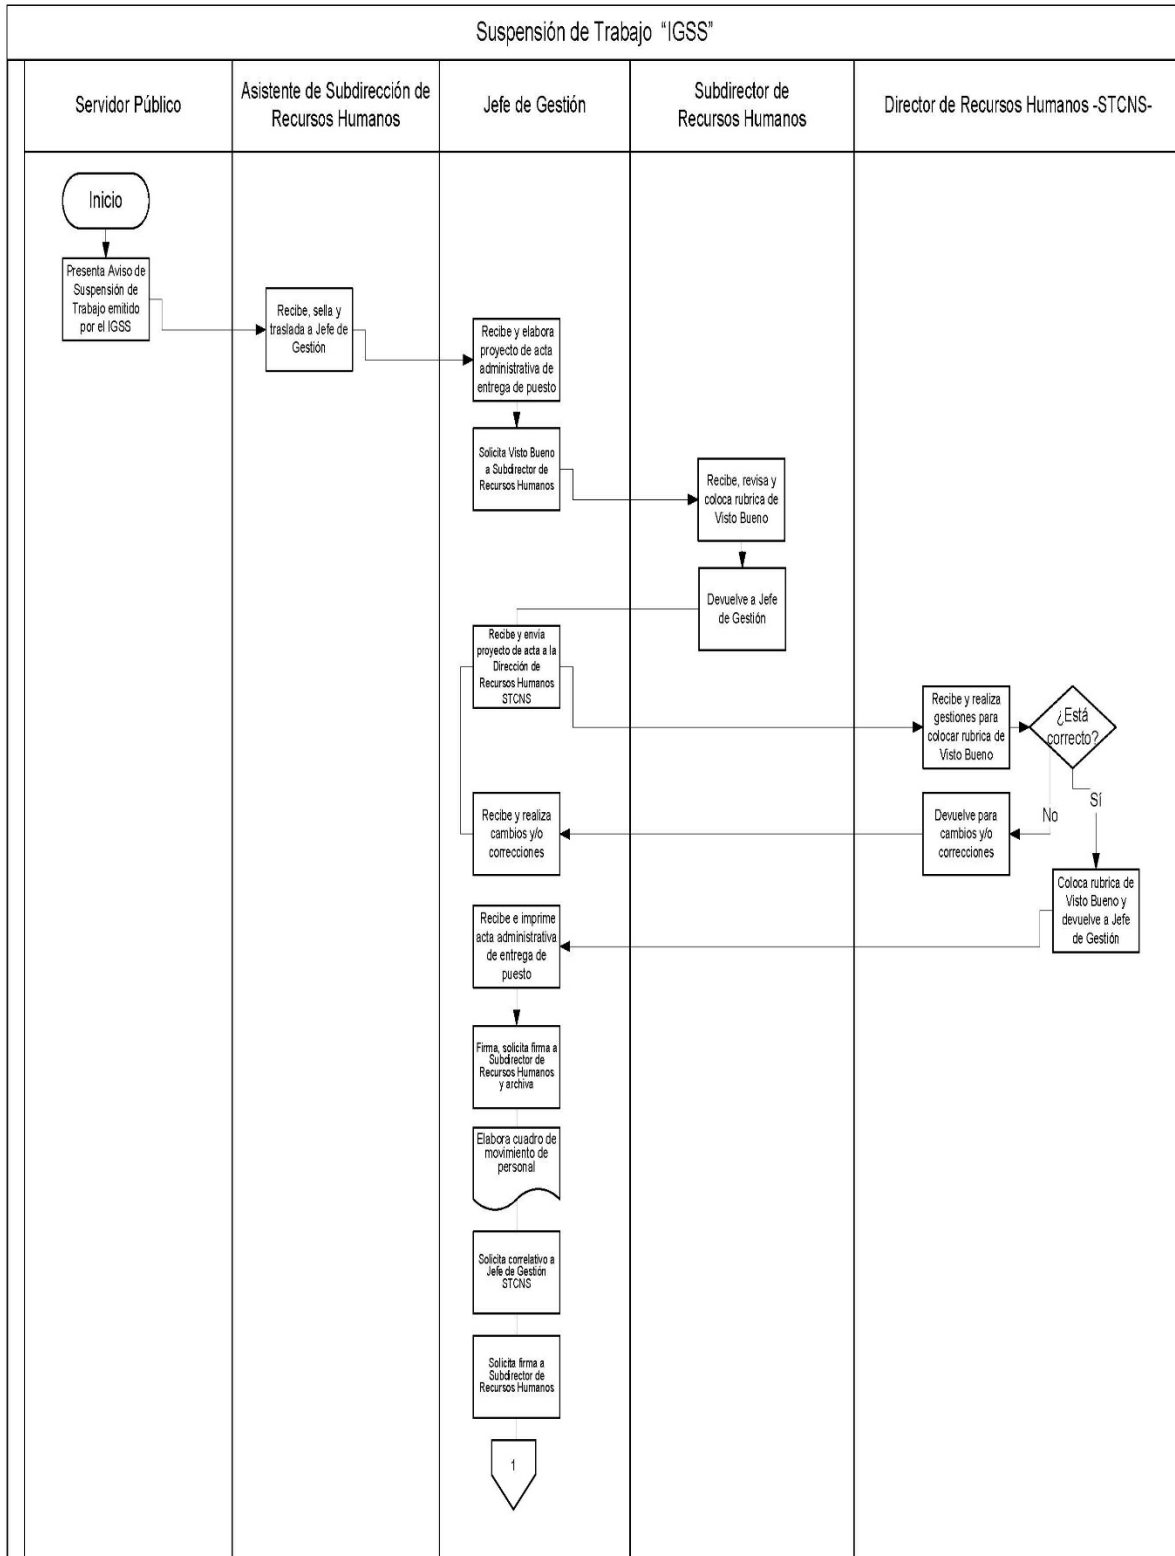 Suspensión de Trabajo “IGSS”
Servidor Público
Asistente de Subdirección de
Recursos Humanos
Jefe de Gestión
Subdirector de
Recursos Humanos
Director de Recursos Humanos -STCNS-
Inicio
Presenta Aviso de
Suspensión de
Trabajo emitido
por el IGSS
Recibe, sella y
traslada a Jefe de
Gestión
Recibe y elabora
proyecto de acta
administrativa de
entrega de puesto
Solicita Visto Bueno
a Subdirector de
Recursos Humanos
Recibe, revisa y
coloca rubrica de
Visto Bueno
Devuelve a Jefe
de Gestión
Recibe y envía
proyecto de acta a la
Dirección de
Recursos Humanos
STCNS
Recibe y realiza
gestiones para
colocar rubrica de
Visto Bueno
¿Está
correcto?
No
Sí
Devuelve para
cambios y/o
correcciones
Recibe y realiza
cambios y/o
correcciones
Coloca rubrica de
Visto Bueno y
devuelve a Jefe
de Gestión
Recibe e imprime
acta administrativa
de entrega de
puesto
Firma, solicita firma a
Subdirector de
Recursos Humanos
y archiva
Elabora cuadro de
movimiento de
personal
Solicita correlativo a
Jefe de Gestión
STCNS
Solicita firma a
Subdirector de
Recursos Humanos
1